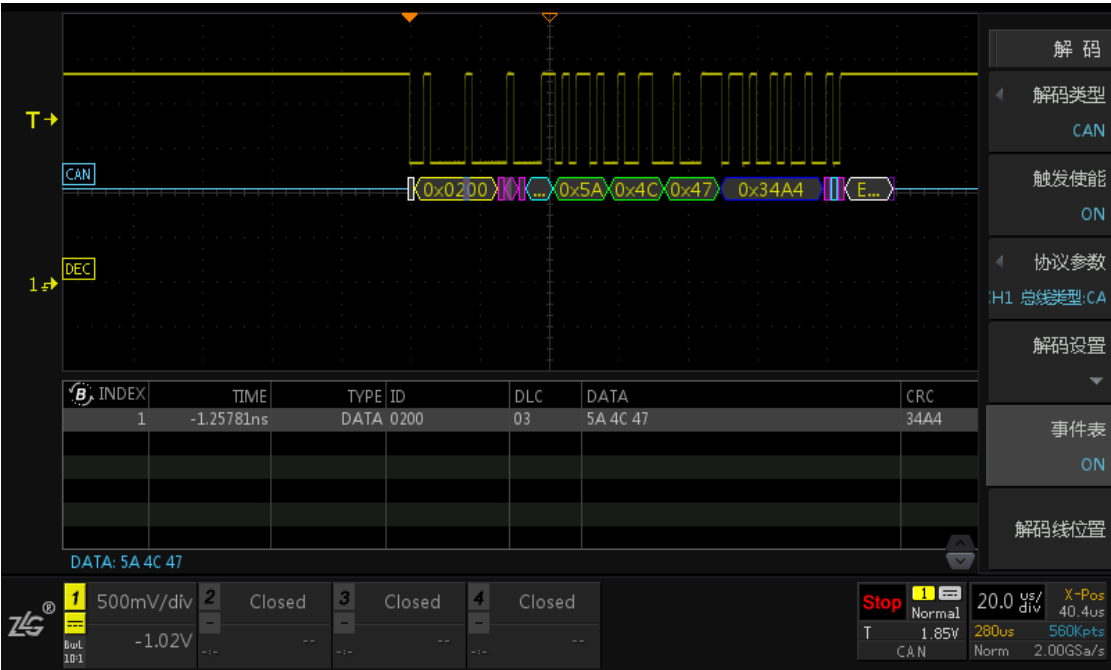 解 码
解码类型
CAN
T
CAN
0x0200
...
0x5A
0x4C
0x47
0x34A4
E...
触发使能
ON
DEC
1
协议参数
H1 总线类型:CA
解码设置
B INDEX TIME TYPE ID DLC DATA CRC
1 -1.25781ns DATA 0200 03 5A 4C 47 34A4
事件表
ON
解码线位置
DATA: 5A 4C 47
ZLG®
1 500mV/div 2 Closed 3 Closed 4 Closed
BwL 10:1 -1.02V -:- -- -:- -- -:- --
Stop 1 Normal 20.0 us/div X-Pos 40.4us
T 1.85V 280us 560Kpts
CAN Norm 2.00GSa/s